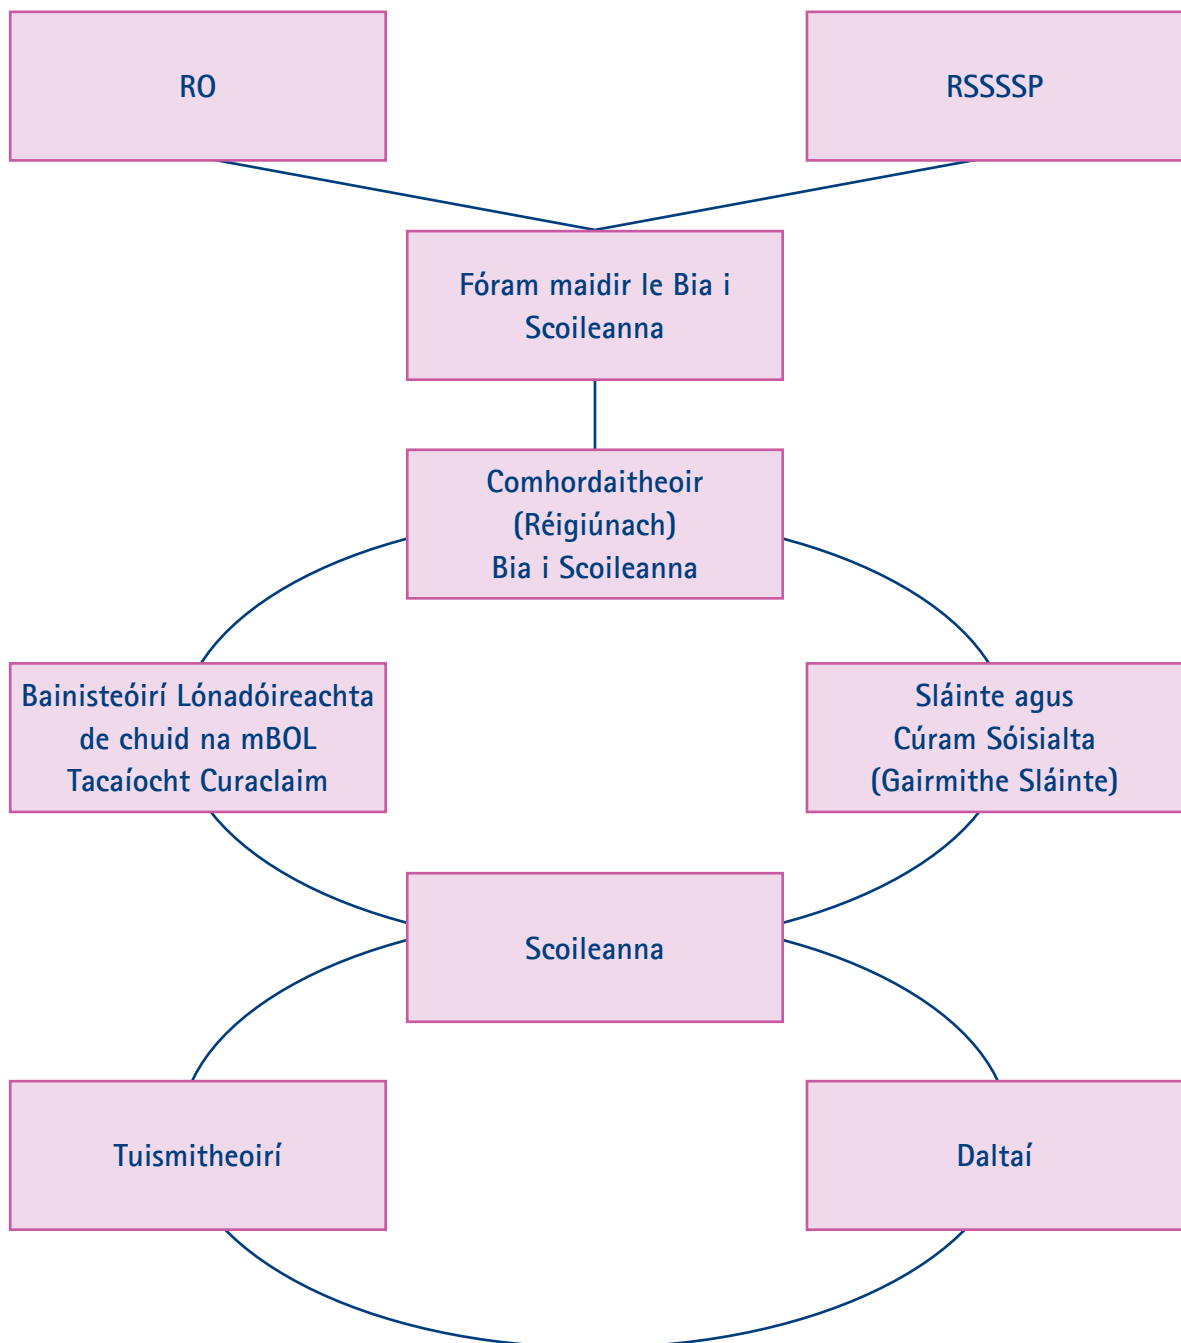 RO
RSSSSP
Fóram maidir le Bia i
Scoileanna
Comhordaitheoir
(Réigiúnach)
Bia i Scoileanna
Bainisteóirí Lónadóireachta
de chuid na mBOL
Tacaíocht Curaclaim
Sláinte agus
Cúram Sóisialta
(Gairmithe Sláinte)
Scoileanna
Tuismitheoirí
Daltaí